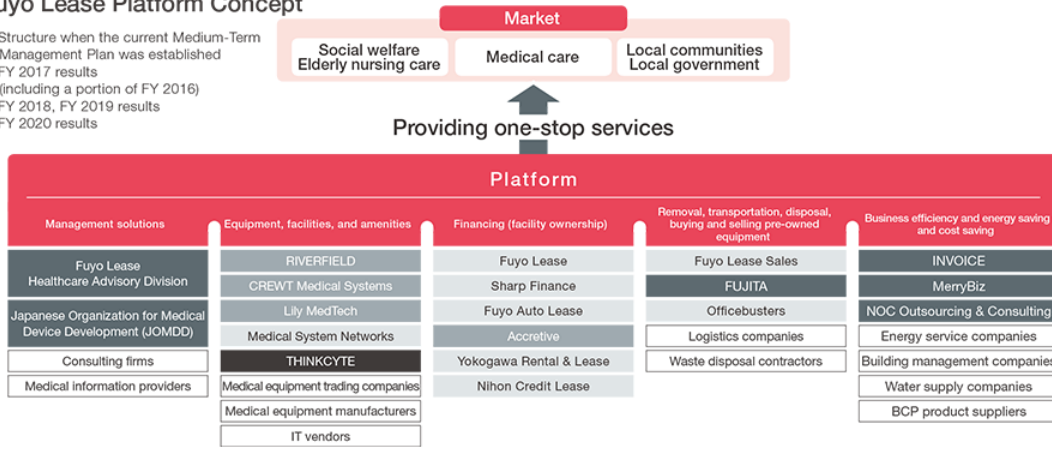 uyo Lease Platform Concept
Structure when the current Medium-Term
Management Plan was established
FY 2017 results
(including a portion of FY 2016)
FY 2018, FY 2019 results
FY 2020 results
Market
Social welfare
Elderly nursing care
Medical care
Local communities
Local government
Providing one-stop services
Platform
Management solutions
Fuyo Lease
Healthcare Advisory Division
Japanese Organization for Medical
Device Development (JOMDD)
Consulting firms
Medical information providers
Equipment, facilities, and amenities
RIVERFIELD
CREWT Medical Systems
Lily MedTech
Medical System Networks
THINKCYTE
Medical equipment trading companies
Medical equipment manufacturers
IT vendors
Financing (facility ownership)
Fuyo Lease
Sharp Finance
Fuyo Auto Lease
Accretive
Yokogawa Rental & Lease
Nihon Credit Lease
Removal, transportation, disposal,
buying and selling pre-owned
equipment
Fuyo Lease Sales
FUJITA
Officebusters
Logistics companies
Waste disposal contractors
Business efficiency and energy saving
and cost saving
INVOICE
MerryBiz
NOC Outsourcing & Consulting
Energy service companies
Building management companies
Water supply companies
BCP product suppliers